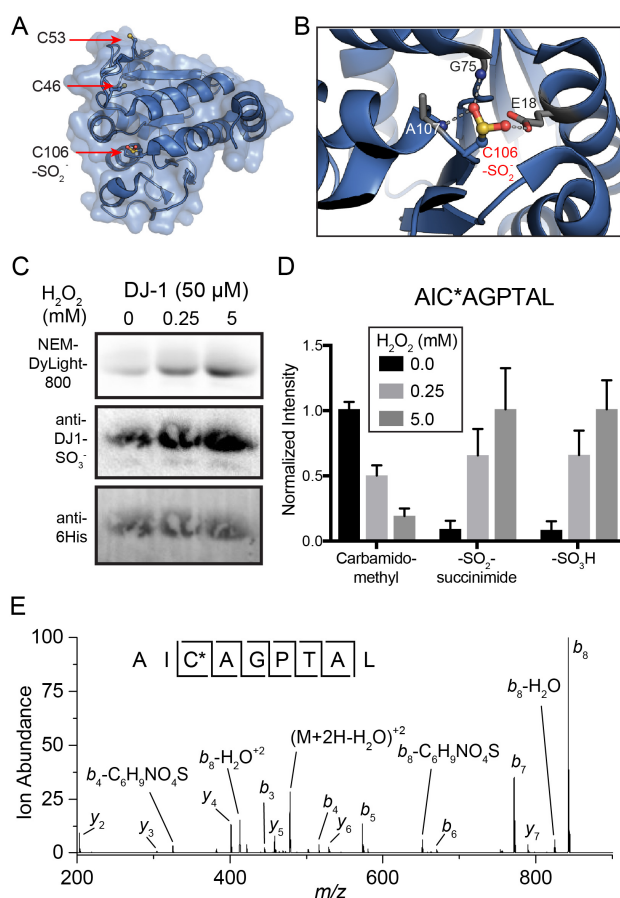 A
C53
C46
C106
-SO₂⁻
B
G75
E18
A107
C106
-SO₂⁻
C
H₂O₂
(mM)
DJ-1 (50 µM)
0 0.25 5
NEM-
DyLight-
800
anti-
DJ1-
SO₃⁻
anti-
6His
D
AIC*AGPTAL
Normalized Intensity
1.5
1.0
0.5
0.0
H₂O₂ (mM)
0.0
0.25
5.0
Carbamido-
methyl
-SO₂-
succinimide
-SO₃H
E
Ion Abundance
100
75
50
25
0
A I C* A G P T A L
y₂
b₄-C₆H₉NO₄S
y₃
y₄
b₈-H₂O⁺²
b₃
y₅
(M+2H-H₂O)⁺²
b₄
y₆
b₅
b₈-C₆H₉NO₄S
b₆
b₇
y₇
b₈-H₂O
b₈
200 400 600 800
m/z